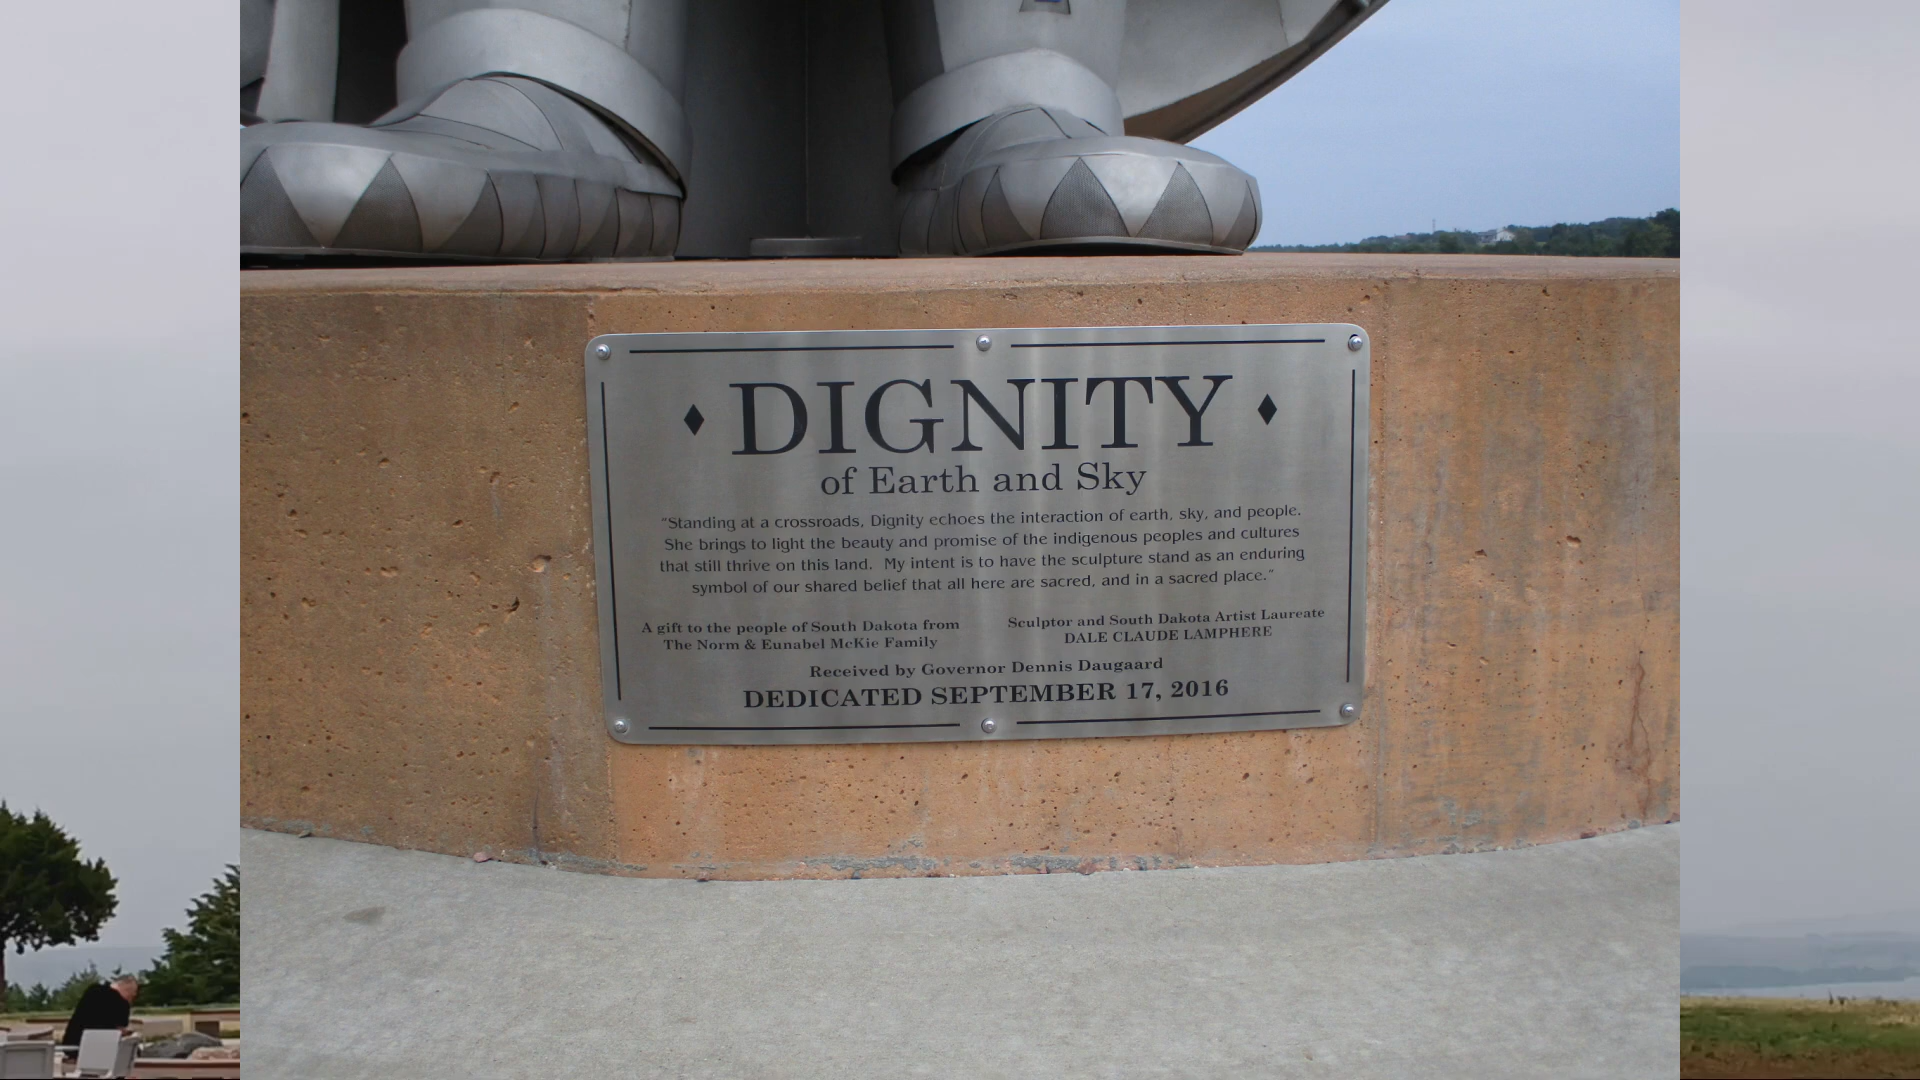 DIGNITY
of Earth and Sky
"Standing at a crossroads, Dignity echoes the interaction of earth, sky, and people.
She brings to light the beauty and promise of the indigenous peoples and cultures
that still thrive on this land. My intent is to have the sculpture stand as an enduring
symbol of our shared belief that all here are sacred, and in a sacred place."
A gift to the people of South Dakota from
The Norm & Eunabel McKie Family
Sculptor and South Dakota Artist Laureate
DALE CLAUDE LAMPHERE
Received by Governor Dennis Daugaard
DEDICATED SEPTEMBER 17, 2016